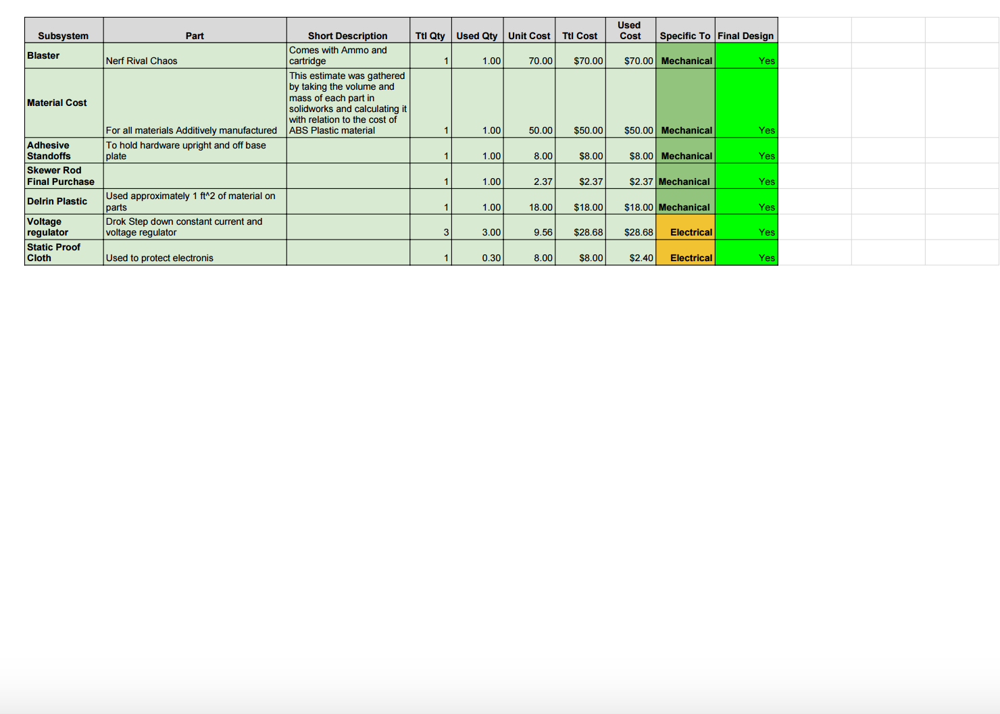 Subsystem Part Short Description Ttl Qty Used Qty Unit Cost Ttl Cost Used Cost Specific To Final Design
Blaster
Nerf Rival Chaos
Comes with Ammo and
cartridge
1 1.00 70.00 $70.00 $70.00 Mechanical Yes
Material Cost
For all materials Additively manufactured
This estimate was gathered
by taking the volume and
mass of each part in
solidworks and calculating it
with relation to the cost of
ABS Plastic material
1 1.00 50.00 $50.00 $50.00 Mechanical Yes
Adhesive
Standoffs
To hold hardware upright and off base
plate
1 1.00 8.00 $8.00 $8.00 Mechanical Yes
Skewer Rod
Final Purchase
1 1.00 2.37 $2.37 $2.37 Mechanical Yes
Delrin Plastic
Used approximately 1 ft^2 of material on
parts
1 1.00 18.00 $18.00 $18.00 Mechanical Yes
Voltage
regulator
Drok Step down constant current and
voltage regulator
3 3.00 9.56 $28.68 $28.68 Electrical Yes
Static Proof
Cloth
Used to protect electronis
1 0.30 8.00 $8.00 $2.40 Electrical Yes